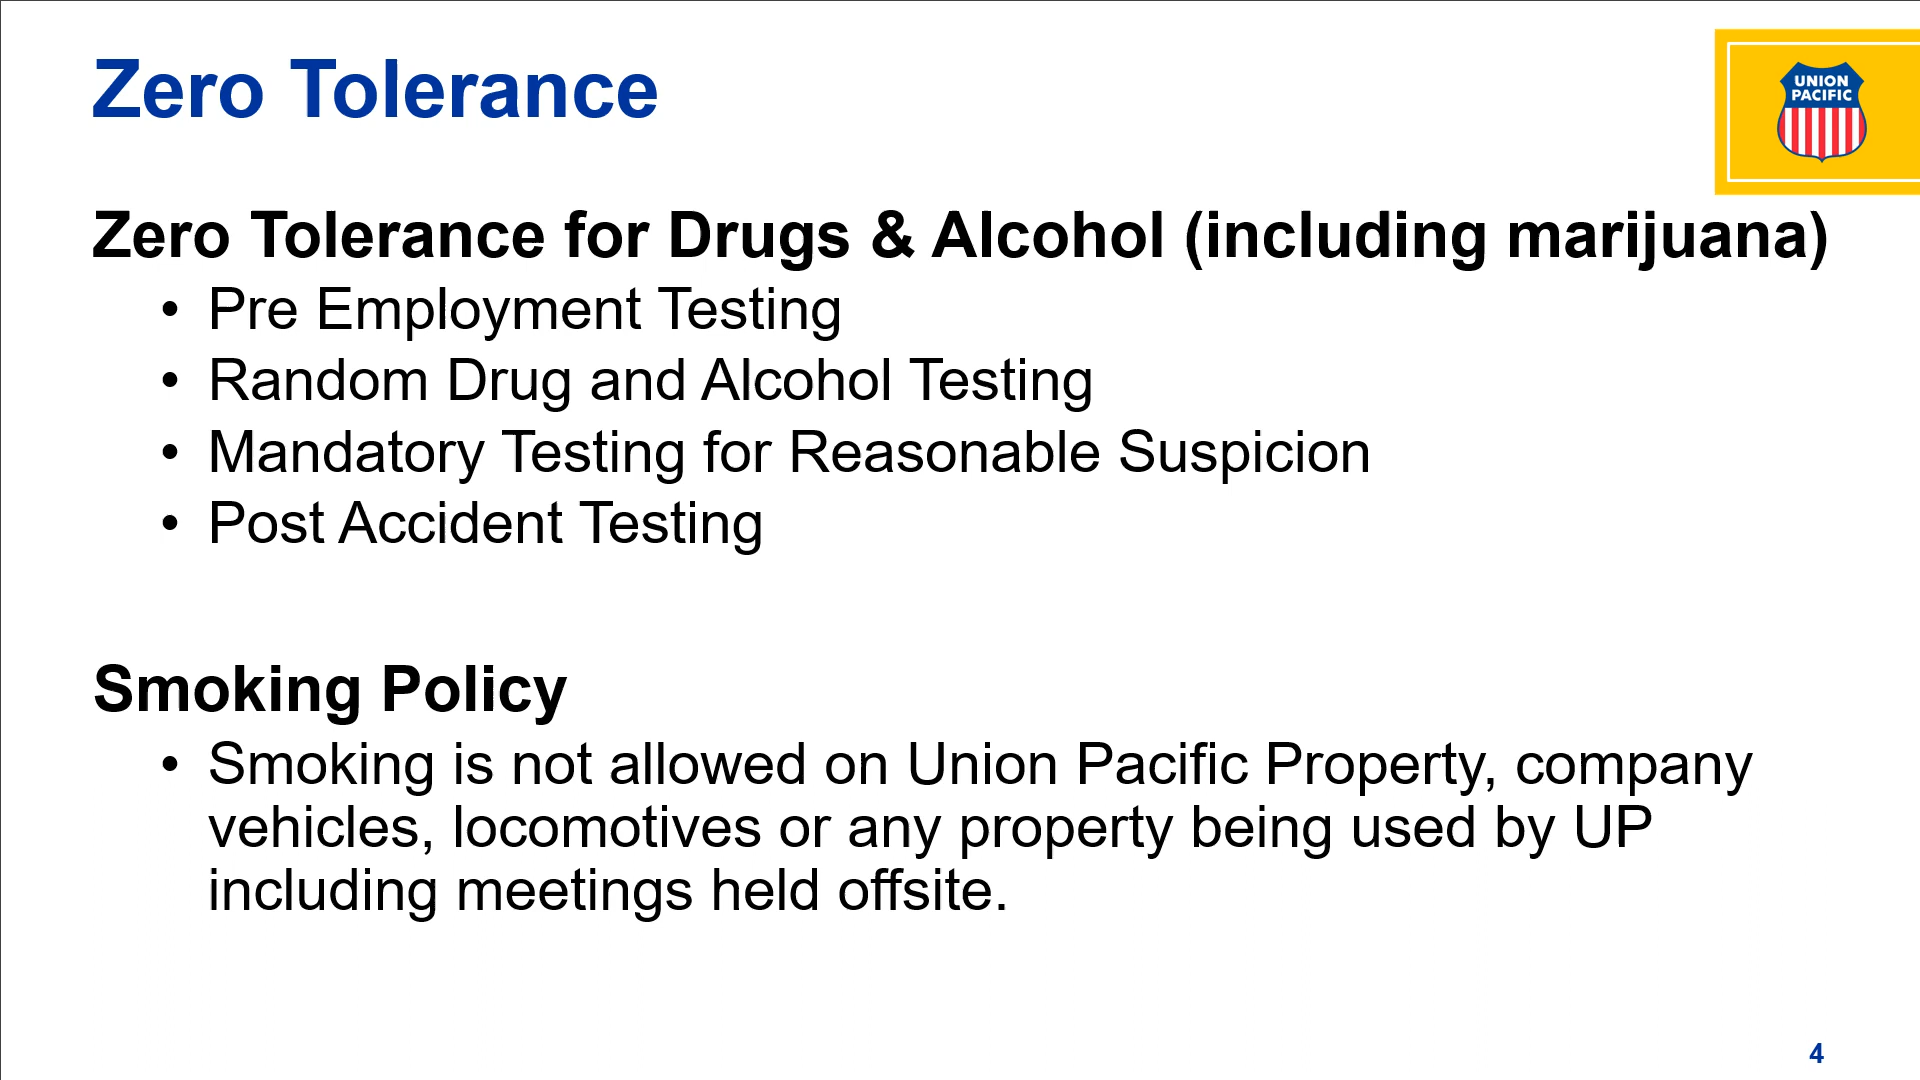 Zero Tolerance
UNION
PACIFIC
Zero Tolerance for Drugs & Alcohol (including marijuana)
• Pre Employment Testing
• Random Drug and Alcohol Testing
• Mandatory Testing for Reasonable Suspicion
• Post Accident Testing
Smoking Policy
• Smoking is not allowed on Union Pacific Property, company
vehicles, locomotives or any property being used by UP
including meetings held offsite.
4